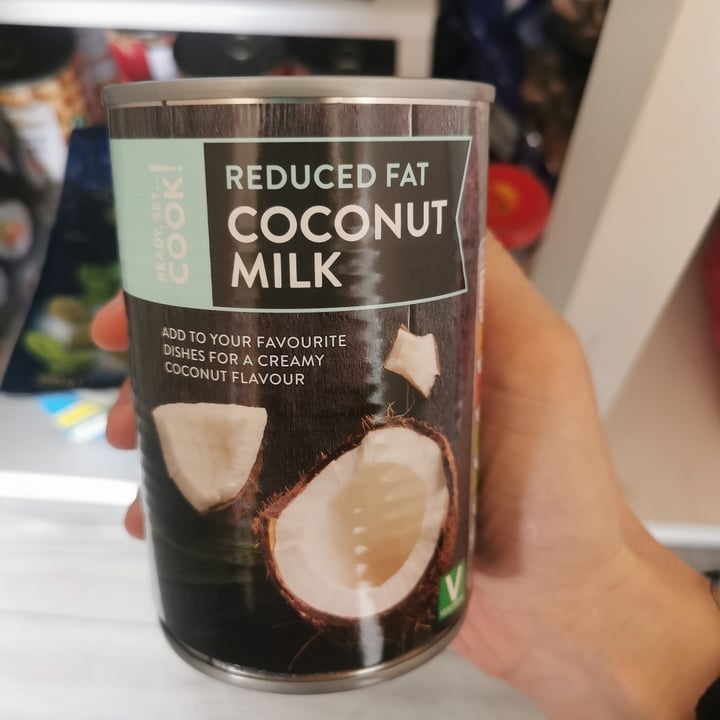 READY, SET...
COOK!
REDUCED FAT
COCONUT
MILK
ADD TO YOUR FAVOURITE
DISHES FOR A CREAMY
COCONUT FLAVOUR
V